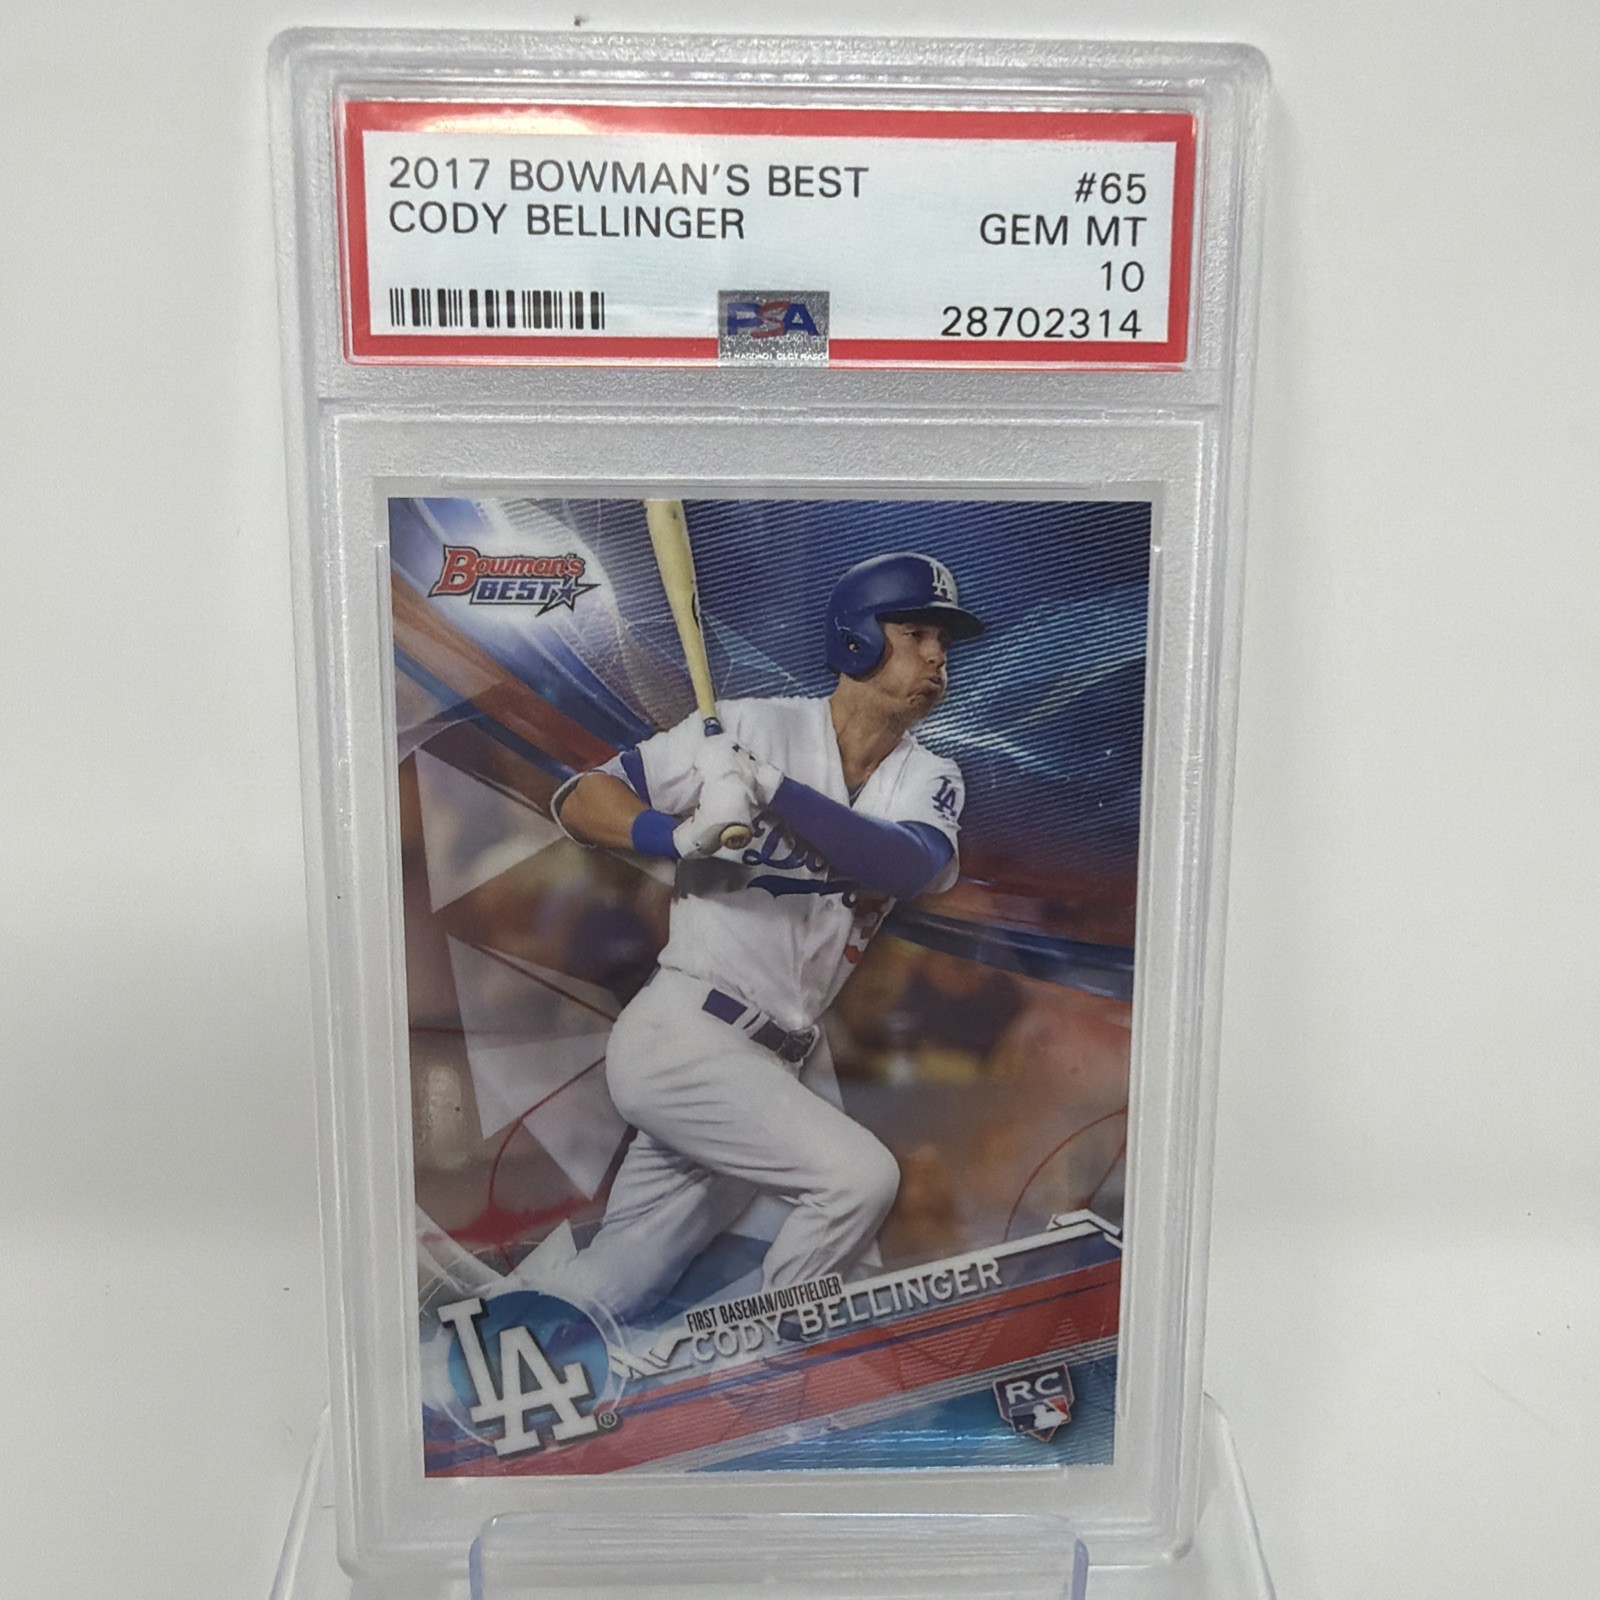 2017 BOWMAN'S BEST #65
CODY BELLINGER GEM MT
10
PSA 28702314
Bowman's
BEST
LA
LA
Do
FIRST BASEMAN/OUTFIELDER
CODY BELLINGER
LA®
RC